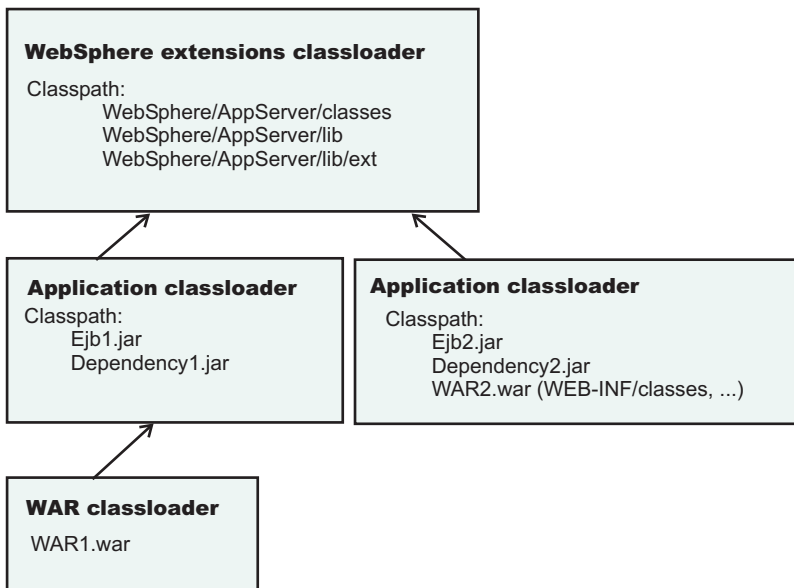 WebSphere extensions classloader
Classpath:
WebSphere/AppServer/classes
WebSphere/AppServer/lib
WebSphere/AppServer/lib/ext
Application classloader
Classpath:
Ejb1.jar
Dependency1.jar
Application classloader
Classpath:
Ejb2.jar
Dependency2.jar
WAR2.war (WEB-INF/classes, ...)
WAR classloader
WAR1.war